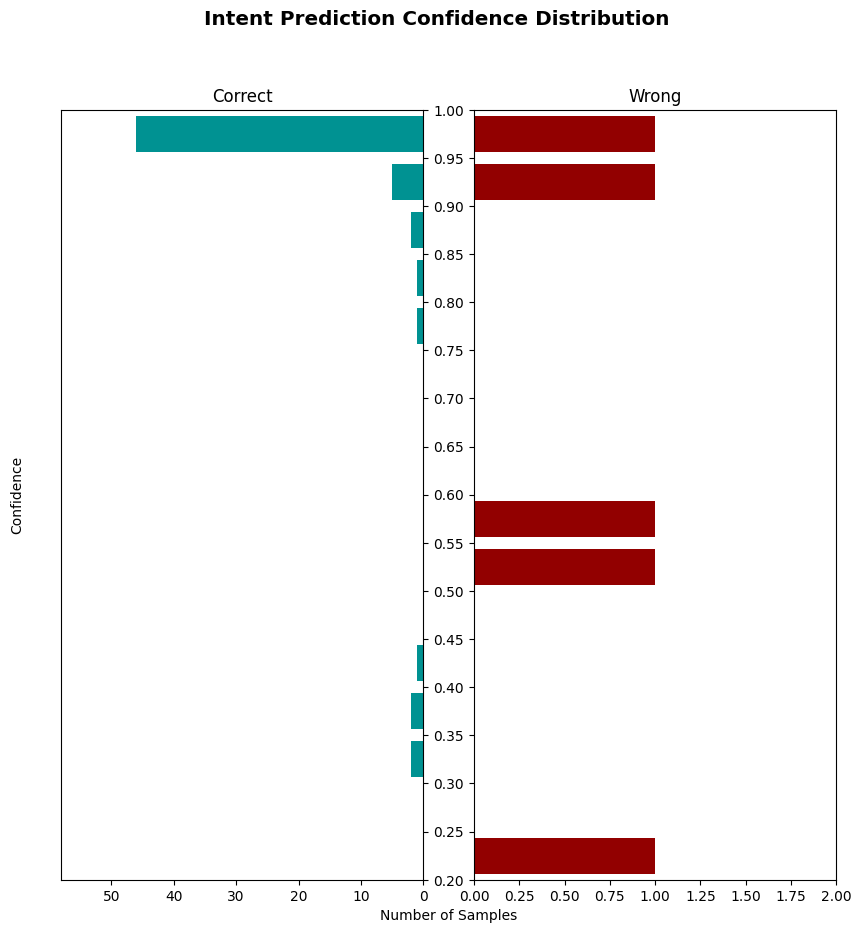 Intent Prediction Confidence Distribution
Correct
Wrong
1.00
0.95
0.90
0.85
0.80
0.75
0.70
0.65
0.60
0.55
0.50
0.45
0.40
0.35
0.30
0.25
0.20
Confidence
50 40 30 20 10 0
0.00 0.25 0.50 0.75 1.00 1.25 1.50 1.75 2.00
Number of Samples